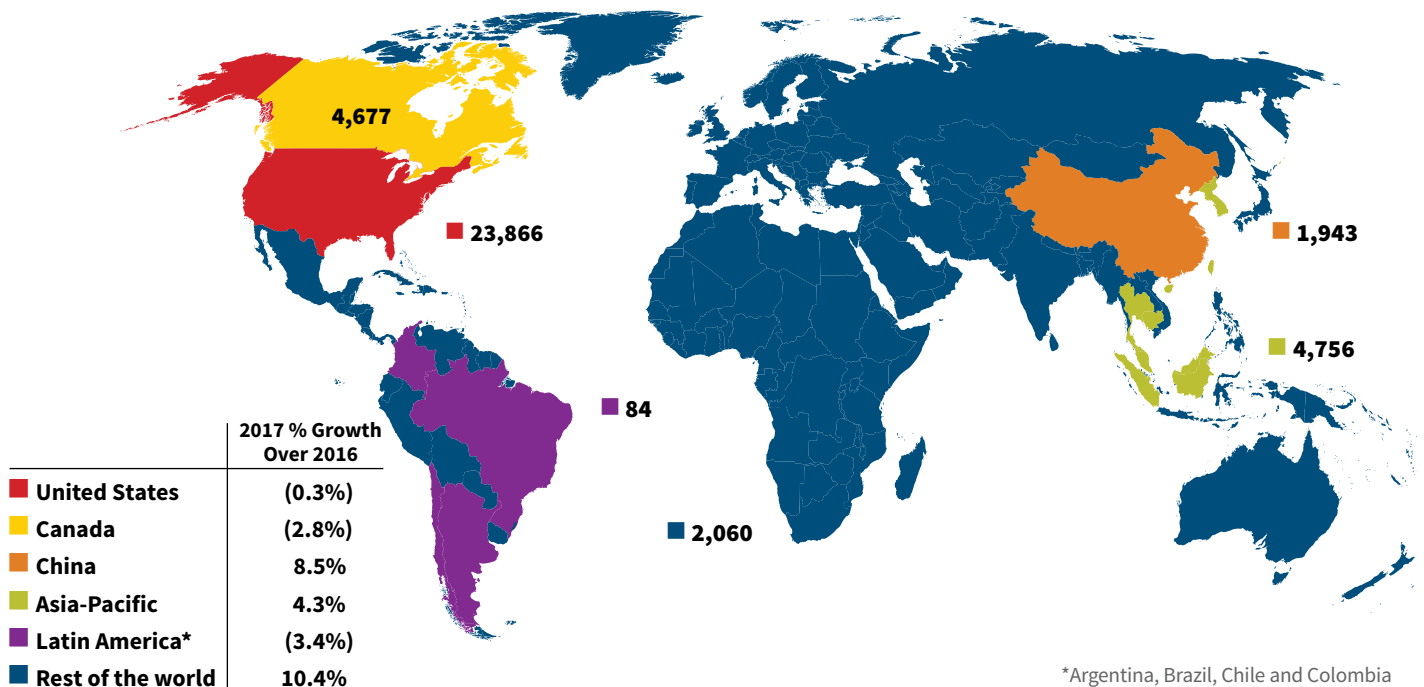 4,677
23,866
1,943
4,756
84
2,060
2017 % Growth
Over 2016
United States (0.3%)
Canada (2.8%)
China 8.5%
Asia-Pacific 4.3%
Latin America* (3.4%)
Rest of the world 10.4%
*Argentina, Brazil, Chile and Colombia